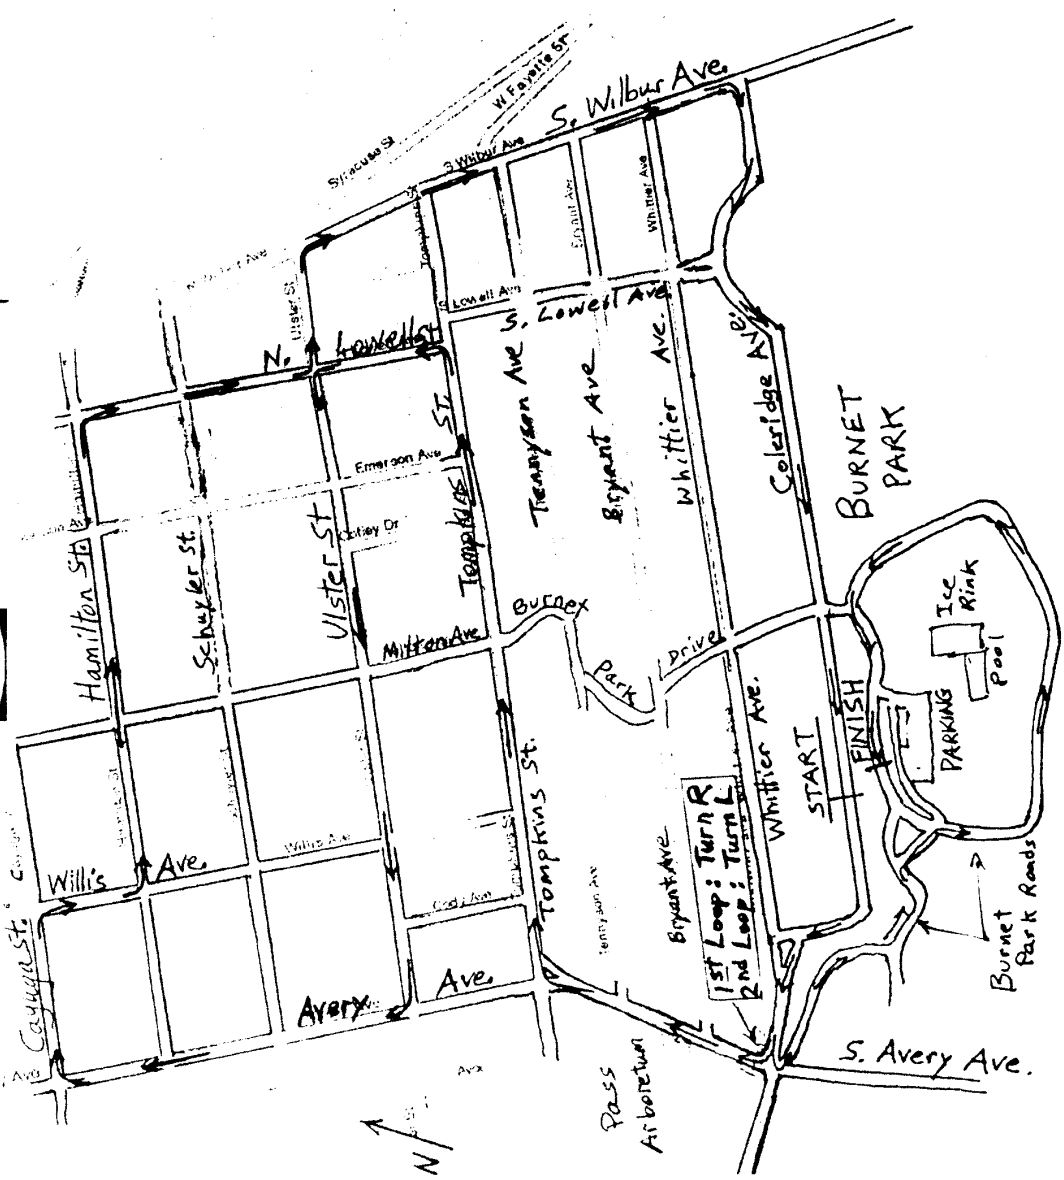 W Fayette St
S. Wilbur Ave.
Syracuse St
S Wilbur Ave
Tompkins St
Bryant Ave
Whittier Ave
Ulster St
N. Lowell St
S Lowell Ave
S. Lowell Ave.
Emerson Ave
Coffey Dr
Hamilton St.
Schuyler St.
Ulster St
Tompkins St.
Tennyson Ave
Bryant Ave
Whittier Ave.
Coleridge Ave.
BURNET
PARK
Milton Ave.
Burnet
Park
Drive
Ice
Rink
Pool
PARKING
FINISH
START
Whittier Ave.
Tompkins St.
Willis Ave
Willis Ave.
Cayuga St.
Avery Ave.
Tennyson Ave
Bryant Ave
1st Loop: Turn R
2nd Loop: Turn L
Burnet
Park Roads
S. Avery Ave.
Pass
Arboretum
N